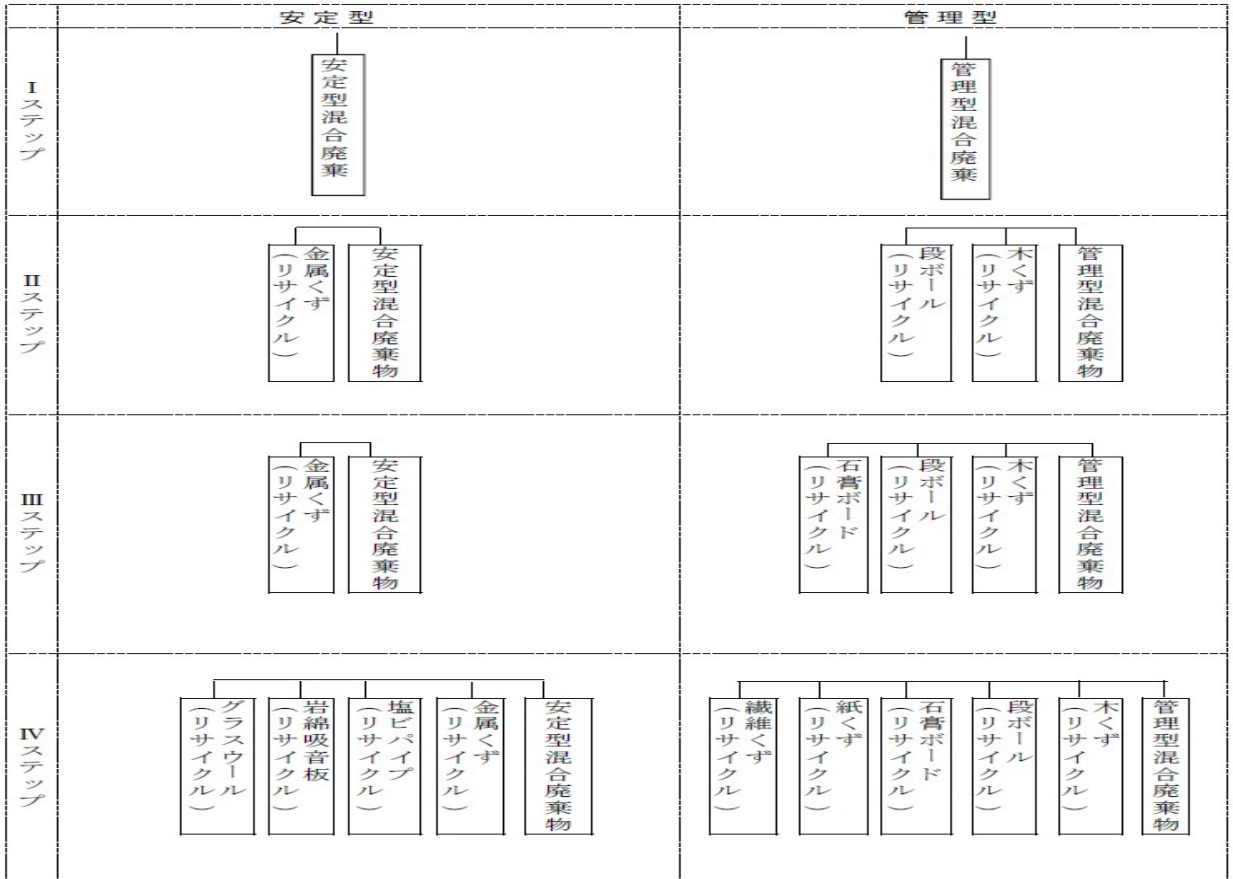 安定型
管理型
Ⅰステップ
安定型混合廃棄
管理型混合廃棄
Ⅱステップ
金属くず
(リサイクル)
安定型混合廃棄物
段ボール
(リサイクル)
木くず
(リサイクル)
管理型混合廃棄物
Ⅲステップ
金属くず
(リサイクル)
安定型混合廃棄物
石膏ボード
(リサイクル)
段ボール
(リサイクル)
木くず
(リサイクル)
管理型混合廃棄物
Ⅳステップ
グラスウール
(リサイクル)
岩綿吸音板
(リサイクル)
塩ビパイプ
(リサイクル)
金属くず
(リサイクル)
安定型混合廃棄物
繊維くず
(リサイクル)
紙くず
(リサイクル)
石膏ボード
(リサイクル)
段ボール
(リサイクル)
木くず
(リサイクル)
管理型混合廃棄物